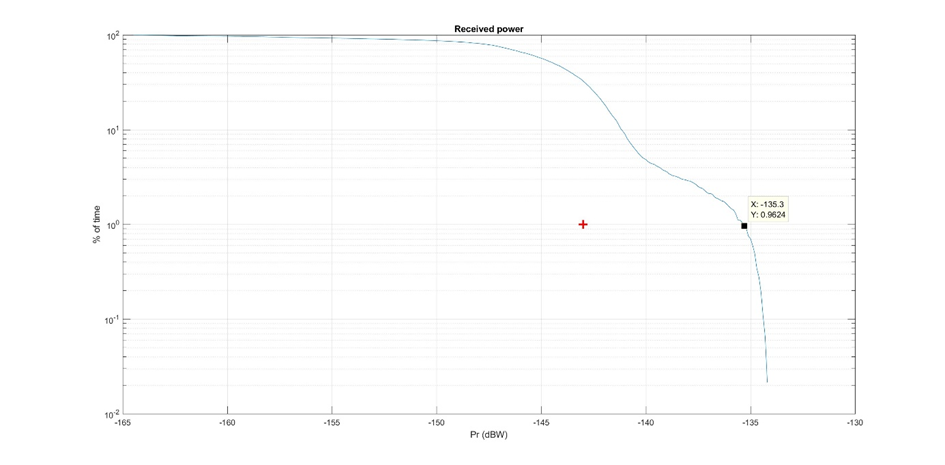 Received power
10^2
10^1
10^0
10^-1
10^-2
% of time
X: -135.3
Y: 0.9624
-165 -160 -155 -150 -145 -140 -135 -130
Pr (dBW)